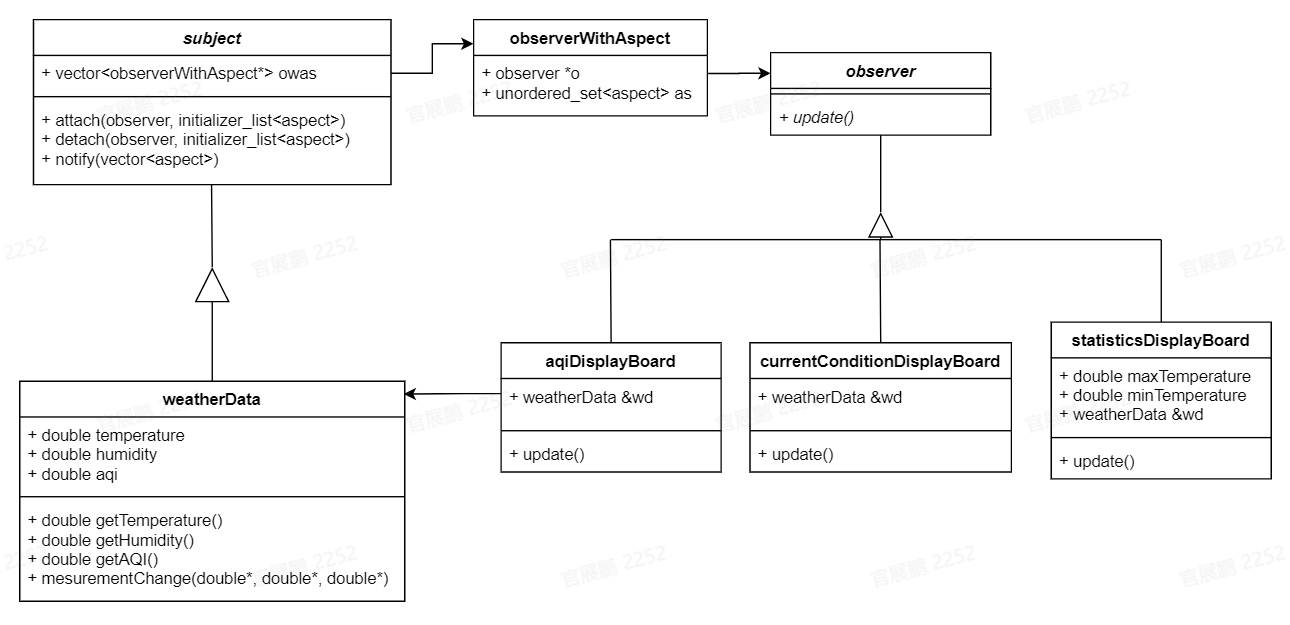 subject
+ vector<observerWithAspect*> owas
+ attach(observer, initializer_list<aspect>)
+ detach(observer, initializer_list<aspect>)
+ notify(vector<aspect>)
observerWithAspect
+ observer *o
+ unordered_set<aspect> as
observer
+ update()
weatherData
+ double temperature
+ double humidity
+ double aqi
+ double getTemperature()
+ double getHumidity()
+ double getAQI()
+ mesurementChange(double*, double*, double*)
aqiDisplayBoard
+ weatherData &wd
+ update()
currentConditionDisplayBoard
+ weatherData &wd
+ update()
statisticsDisplayBoard
+ double maxTemperature
+ double minTemperature
+ weatherData &wd
+ update()
官展鹏 2252